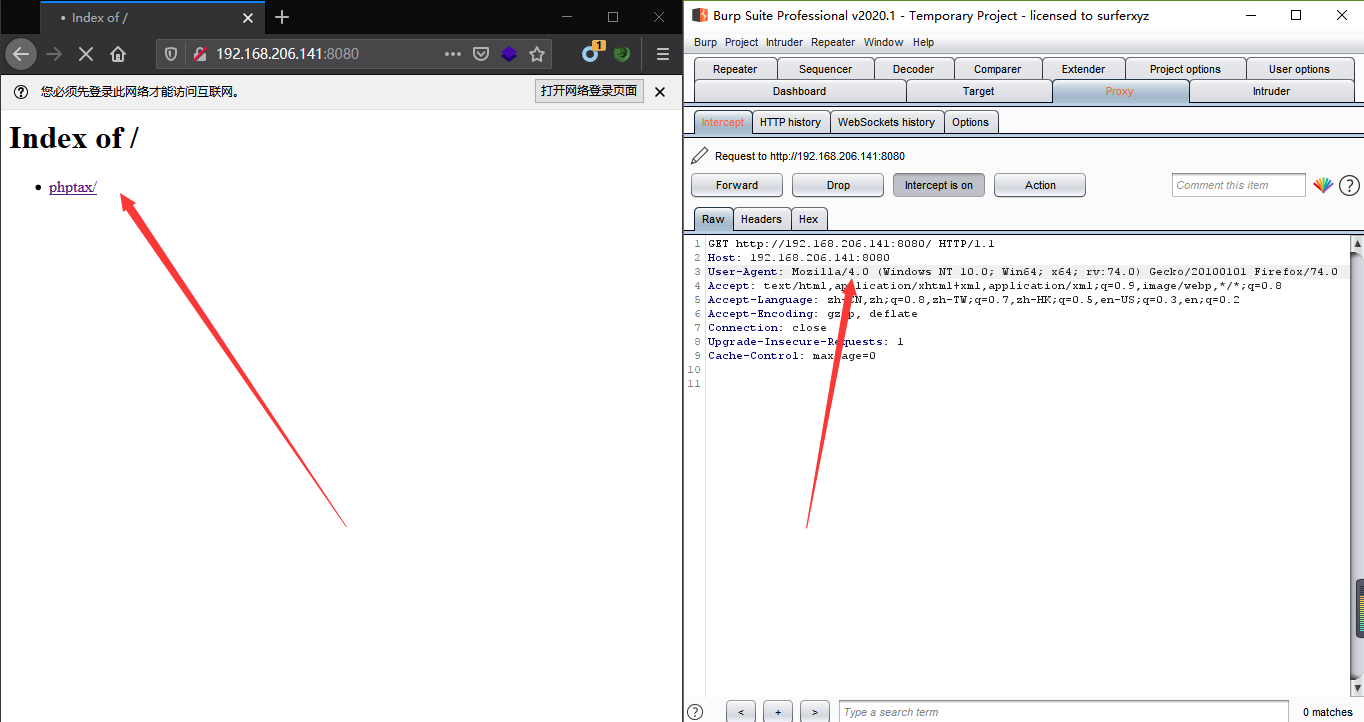 Index of /
192.168.206.141:8080
1
您必须先登录此网络才能访问互联网。
打开网络登录页面
Index of /
phptax/
Burp Suite Professional v2020.1 - Temporary Project - licensed to surferxyz
Burp Project Intruder Repeater Window Help
Repeater Sequencer Decoder Comparer Extender Project options User options
Dashboard Target Proxy Intruder
Intercept HTTP history WebSockets history Options
Request to http://192.168.206.141:8080
Forward Drop Intercept is on Action Comment this item ?
Raw Headers Hex
1 GET http://192.168.206.141:8080/ HTTP/1.1
2 Host: 192.168.206.141:8080
3 User-Agent: Mozilla/4.0 (Windows NT 10.0; Win64; x64; rv:74.0) Gecko/20100101 Firefox/74.0
4 Accept: text/html,application/xhtml+xml,application/xml;q=0.9,image/webp,*/*;q=0.8
5 Accept-Language: zh-CN,zh;q=0.8,zh-TW;q=0.7,zh-HK;q=0.5,en-US;q=0.3,en;q=0.2
6 Accept-Encoding: gzip, deflate
7 Connection: close
8 Upgrade-Insecure-Requests: 1
9 Cache-Control: max-age=0
10
11
? < + > Type a search term 0 matches